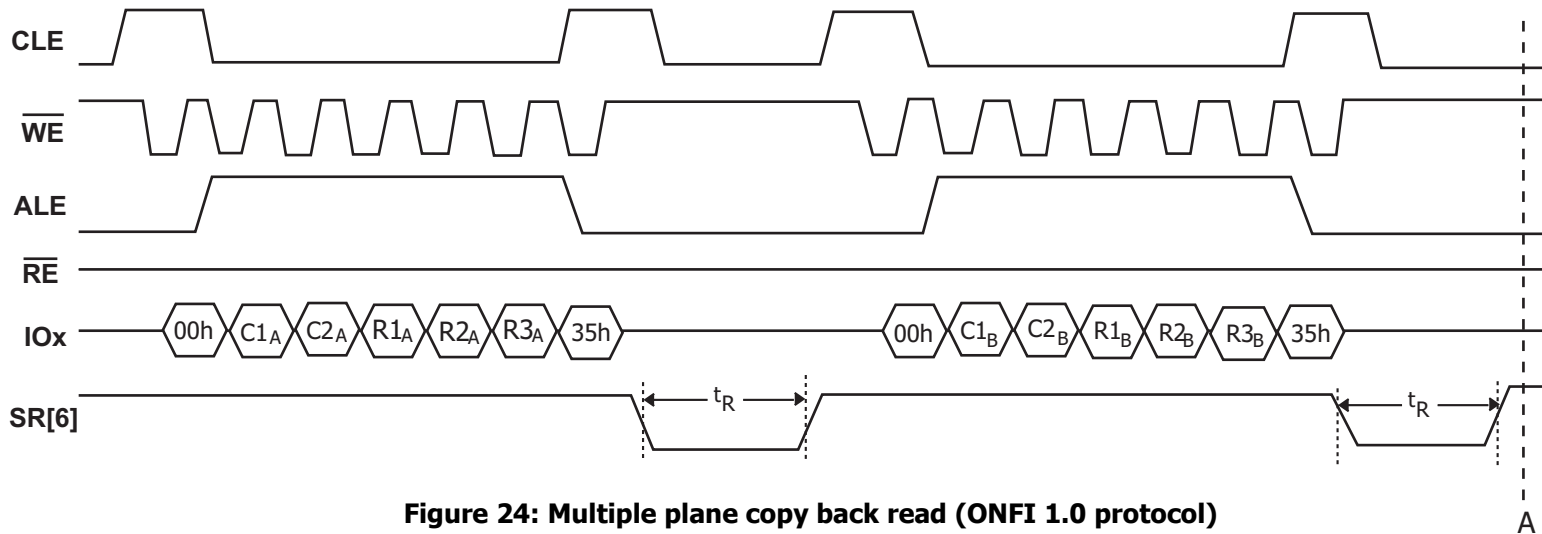 CLE
WE
ALE
RE
IOx 00h C1A C2A R1A R2A R3A 35h 00h C1B C2B R1B R2B R3B 35h
SR[6] tR tR
Figure 24: Multiple plane copy back read (ONFI 1.0 protocol)
A